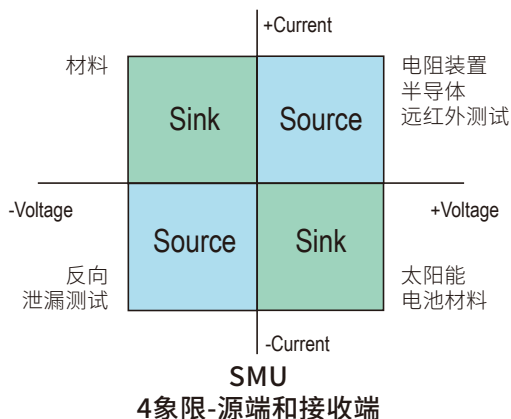 +Current
材料
电阻装置
半导体
远红外测试
Sink
Source
-Voltage
+Voltage
Source
Sink
反向
泄漏测试
太阳能
电池材料
-Current
SMU
4象限-源端和接收端